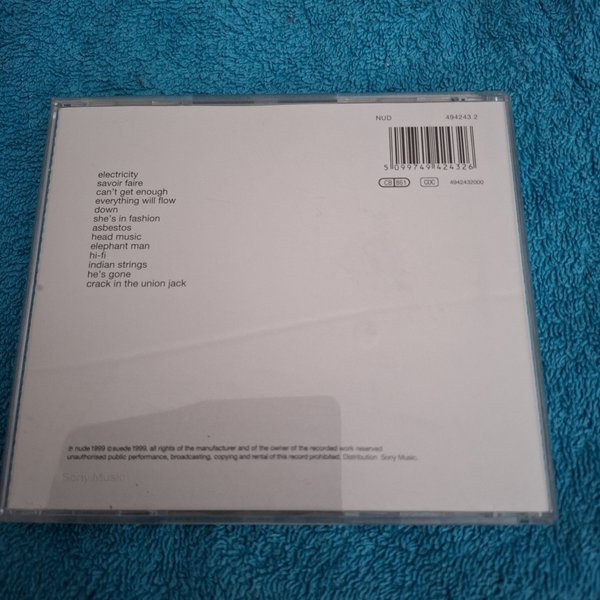 NUD 494243 2
5 099749 424326
CB 861 CDC 4942432000
electricity
savoir faire
can't get enough
everything will flow
down
she's in fashion
asbestos
head music
elephant man
hi-fi
indian strings
he's gone
crack in the union jack
℗ nude 1999 © suede 1999, all rights of the manufacturer and of the owner of the recorded work reserved.
unauthorised public performance, broadcasting, copying and rental of this record prohibited. Distribution Sony Music.
Sony Music